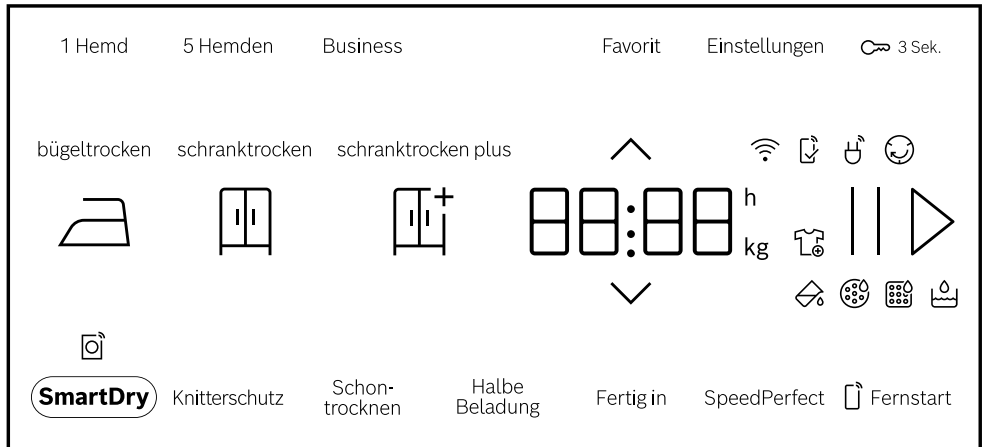 1 Hemd 5 Hemden Business Favorit Einstellungen 3 Sek.
bügeltrocken schranktrocken schranktrocken plus
88:88 h
kg
SmartDry Knitterschutz Schon-
trocknen Halbe
Beladung Fertig in SpeedPerfect Fernstart